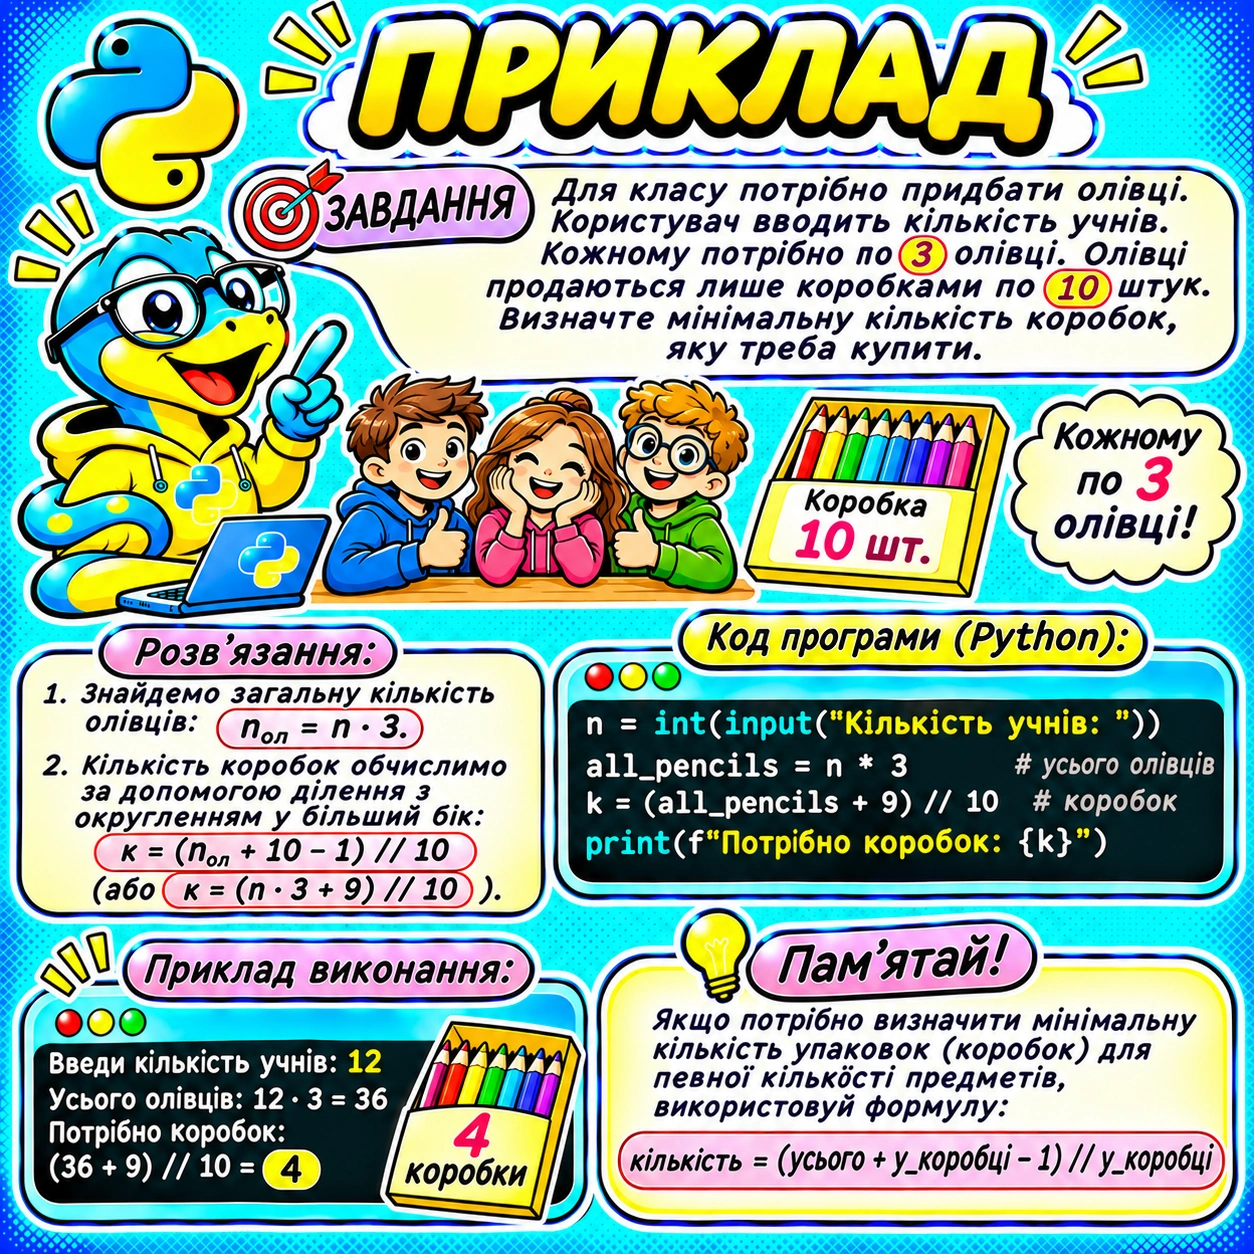 ПРИКЛАД
ЗАВДАННЯ
Для класу потрібно придбати олівці.
Користувач вводить кількість учнів.
Кожному потрібно по 3 олівці. Олівці
продаються лише коробками по 10 штук.
Визначте мінімальну кількість коробок,
яку треба купити.
Коробка
10 шт.
Кожному
по 3
олівці!
Розв’язання:
1. Знайдемо загальну кількість
олівців: nол = n · 3.
2. Кількість коробок обчислимо
за допомогою ділення з
округленням у більший бік:
к = (nол + 10 – 1) // 10
(або к = (n · 3 + 9) // 10 ).
Код програми (Python):
n = int(input("Кількість учнів: "))
all_pencils = n * 3 # усього олівців
k = (all_pencils + 9) // 10 # коробок
print(f“Потрібно коробок: {k}”)
Приклад виконання:
Введи кількість учнів: 12
Усього олівців: 12 · 3 = 36
Потрібно коробок:
(36 + 9) // 10 = 4
4
коробки
Пам’ятай!
Якщо потрібно визначити мінімальну
кількість упаковок (коробок) для
певної кількості предметів,
використовуй формулу:
кількість = (усього + у_коробці – 1) // у_коробці